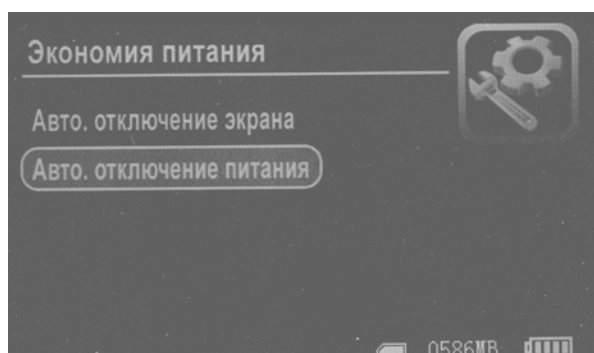 Экономия питания
Авто. отключение экрана
Авто. отключение питания
0586MB